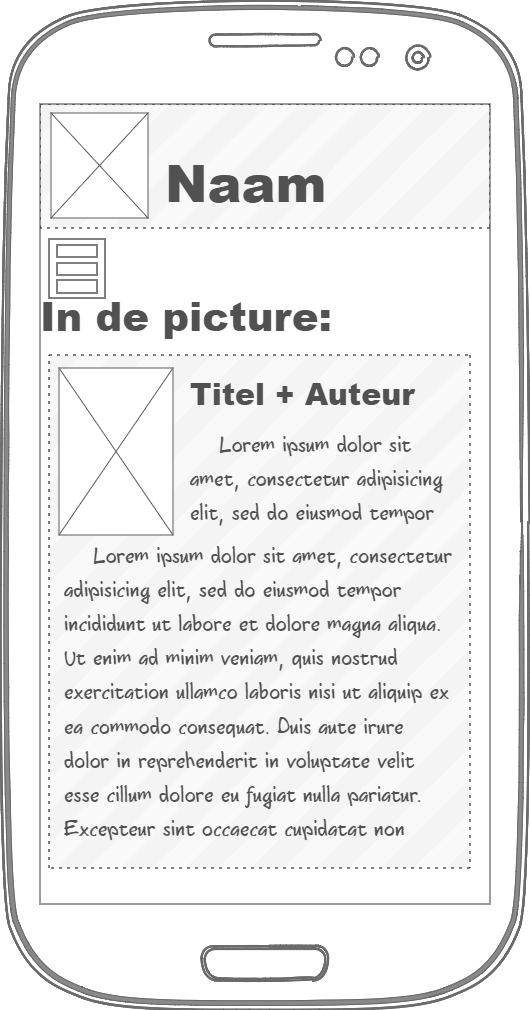 Naam
In de picture:
Titel + Auteur
Lorem ipsum dolor sit
amet, consectetur adipisicing
elit, sed do eiusmod tempor
Lorem ipsum dolor sit amet, consectetur
adipisicing elit, sed do eiusmod tempor
incididunt ut labore et dolore magna aliqua.
Ut enim ad minim veniam, quis nostrud
exercitation ullamco laboris nisi ut aliquip ex
ea commodo consequat. Duis aute irure
dolor in reprehenderit in voluptate velit
esse cillum dolore eu fugiat nulla pariatur.
Excepteur sint occaecat cupidatat non